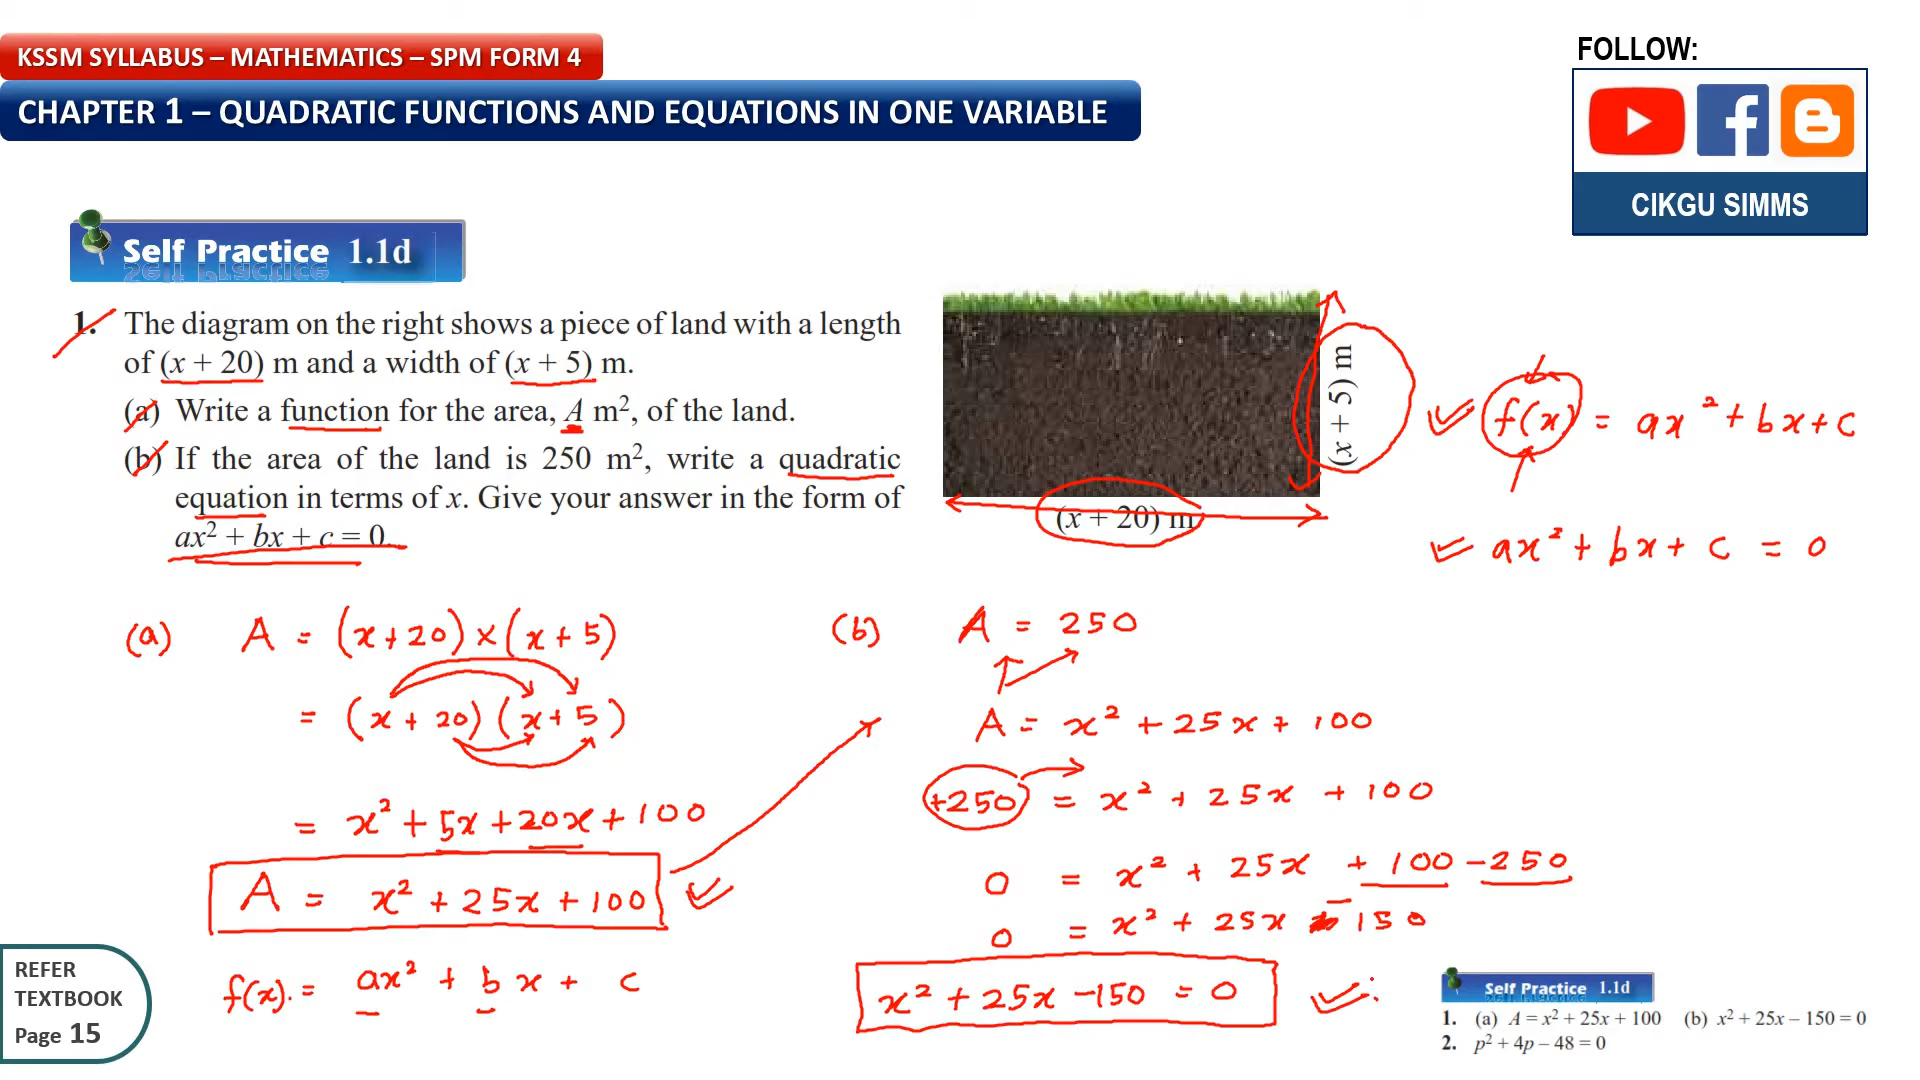 KSSM SYLLABUS – MATHEMATICS – SPM FORM 4
CHAPTER 1 – QUADRATIC FUNCTIONS AND EQUATIONS IN ONE VARIABLE
FOLLOW:
CIKGU SIMMS
Self Practice 1.1d
1. The diagram on the right shows a piece of land with a length
of (x + 20) m and a width of (x + 5) m.
(a) Write a function for the area, A m², of the land.
(b) If the area of the land is 250 m², write a quadratic
equation in terms of x. Give your answer in the form of
ax² + bx + c = 0.
(x + 5) m
(x + 20) m
f(x) = ax² + bx + c
ax² + bx + c = 0
(a) A = (x+20) × (x + 5)
= (x + 20) (x + 5)
= x² + 5x + 20x + 100
A = x² + 25x + 100
f(x) = ax² + bx + c
(b) A = 250
A = x² + 25x + 100
+250 = x² + 25x + 100
0 = x² + 25x + 100 - 250
0 = x² + 25x - 150
x² + 25x - 150 = 0
REFER
TEXTBOOK
Page 15
Self Practice 1.1d
1. (a) A = x² + 25x + 100 (b) x² + 25x – 150 = 0
2. p² + 4p – 48 = 0